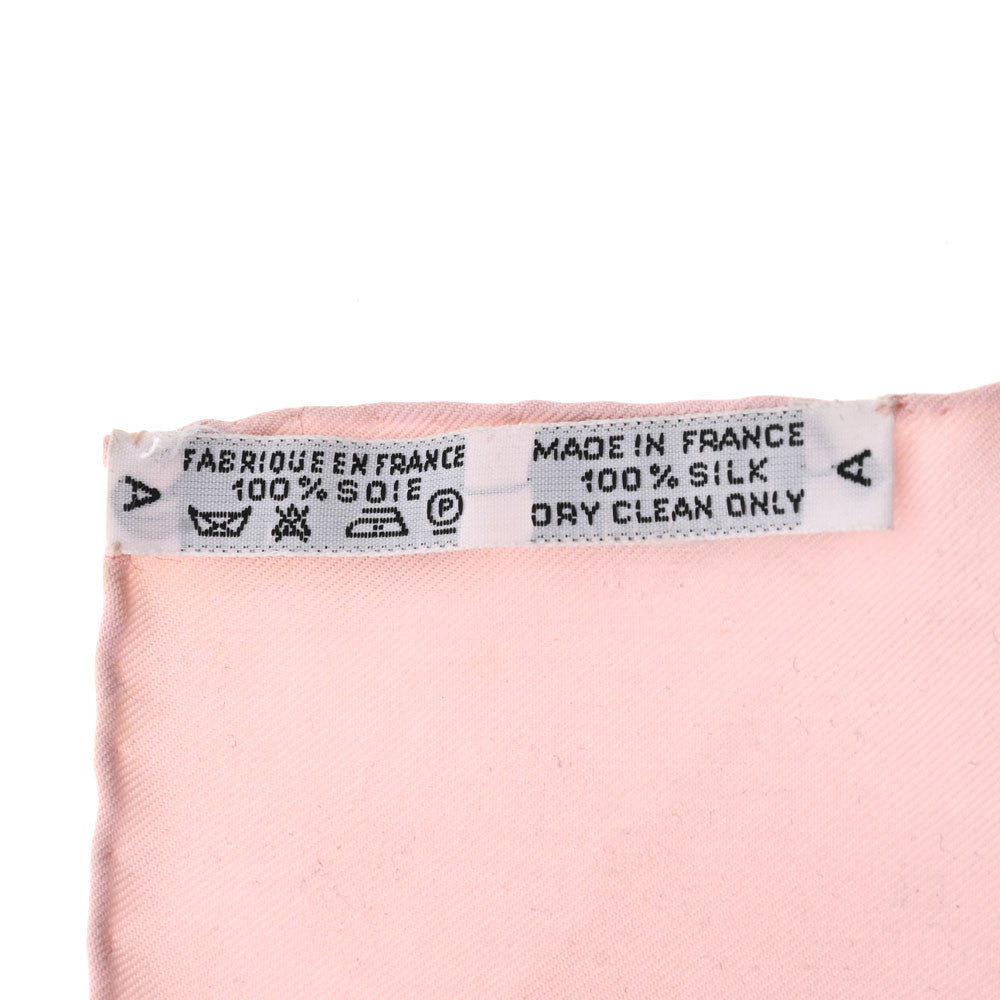 A
FABRIQUE EN FRANCE
100% SOIE
P
MADE IN FRANCE
100% SILK
DRY CLEAN ONLY
A